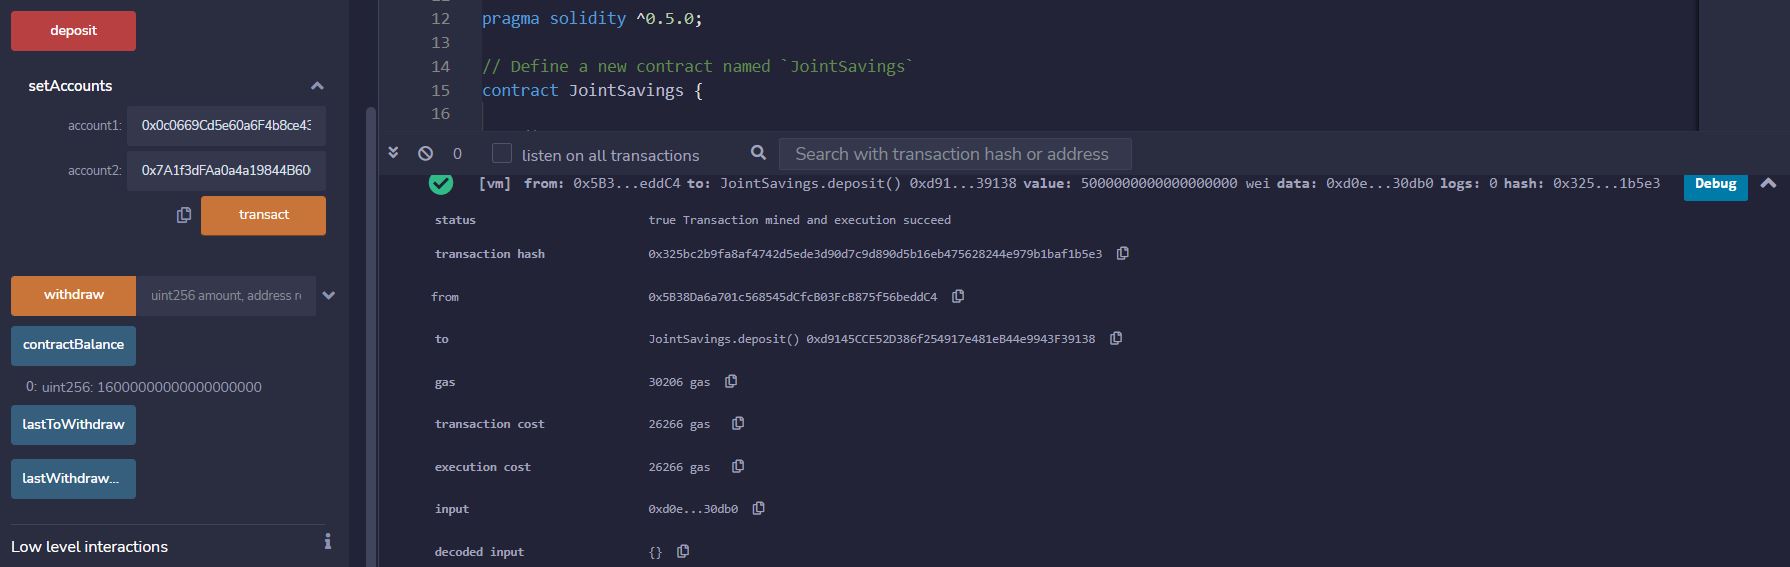 deposit
setAccounts
account1: 0x0c0669Cd5e60a6F4b8ce43
account2: 0x7A1f3dFAa0a4a19844B60
transact
withdraw uint256 amount, address r
contractBalance
0: uint256: 16000000000000000000
lastToWithdraw
lastWithdraw...
Low level interactions
12 pragma solidity ^0.5.0;
13
14 // Define a new contract named `JointSavings`
15 contract JointSavings {
16
0 listen on all transactions Search with transaction hash or address
[vm] from: 0x5B3...eddC4 to: JointSavings.deposit() 0xd91...39138 value: 5000000000000000000 wei data: 0xd0e...30db0 logs: 0 hash: 0x325...1b5e3 Debug
status true Transaction mined and execution succeed
transaction hash 0x325bc2b9fa8af4742d5ede3d90d7c9d890d5b16eb475628244e979b1baf1b5e3
from 0x5B38Da6a701c568545dCfcB03FcB875f56beddC4
to JointSavings.deposit() 0xd9145CCE52D386f254917e481eB44e9943F39138
gas 30206 gas
transaction cost 26266 gas
execution cost 26266 gas
input 0xd0e...30db0
decoded input {}